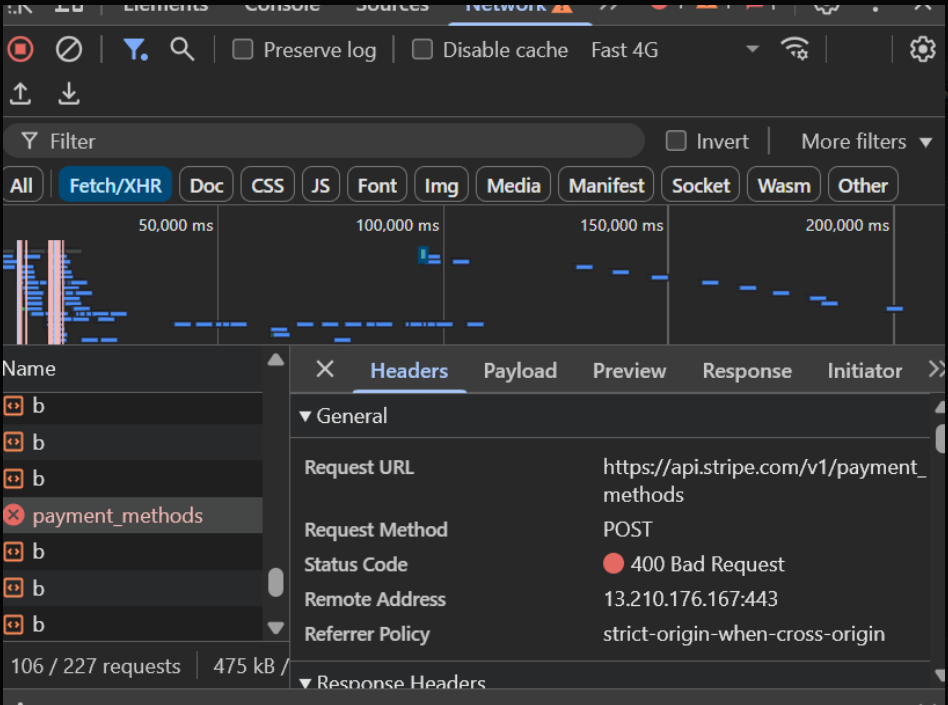 Elements Console Sources Network
Preserve log Disable cache Fast 4G
Filter Invert More filters
All Fetch/XHR Doc CSS JS Font Img Media Manifest Socket Wasm Other
50,000 ms 100,000 ms 150,000 ms 200,000 ms
Name
b
b
b
payment_methods
b
b
b
106 / 227 requests 475 kB /
Headers Payload Preview Response Initiator
General
Request URL https://api.stripe.com/v1/payment_
methods
Request Method POST
Status Code 400 Bad Request
Remote Address 13.210.176.167:443
Referrer Policy strict-origin-when-cross-origin
Response Headers